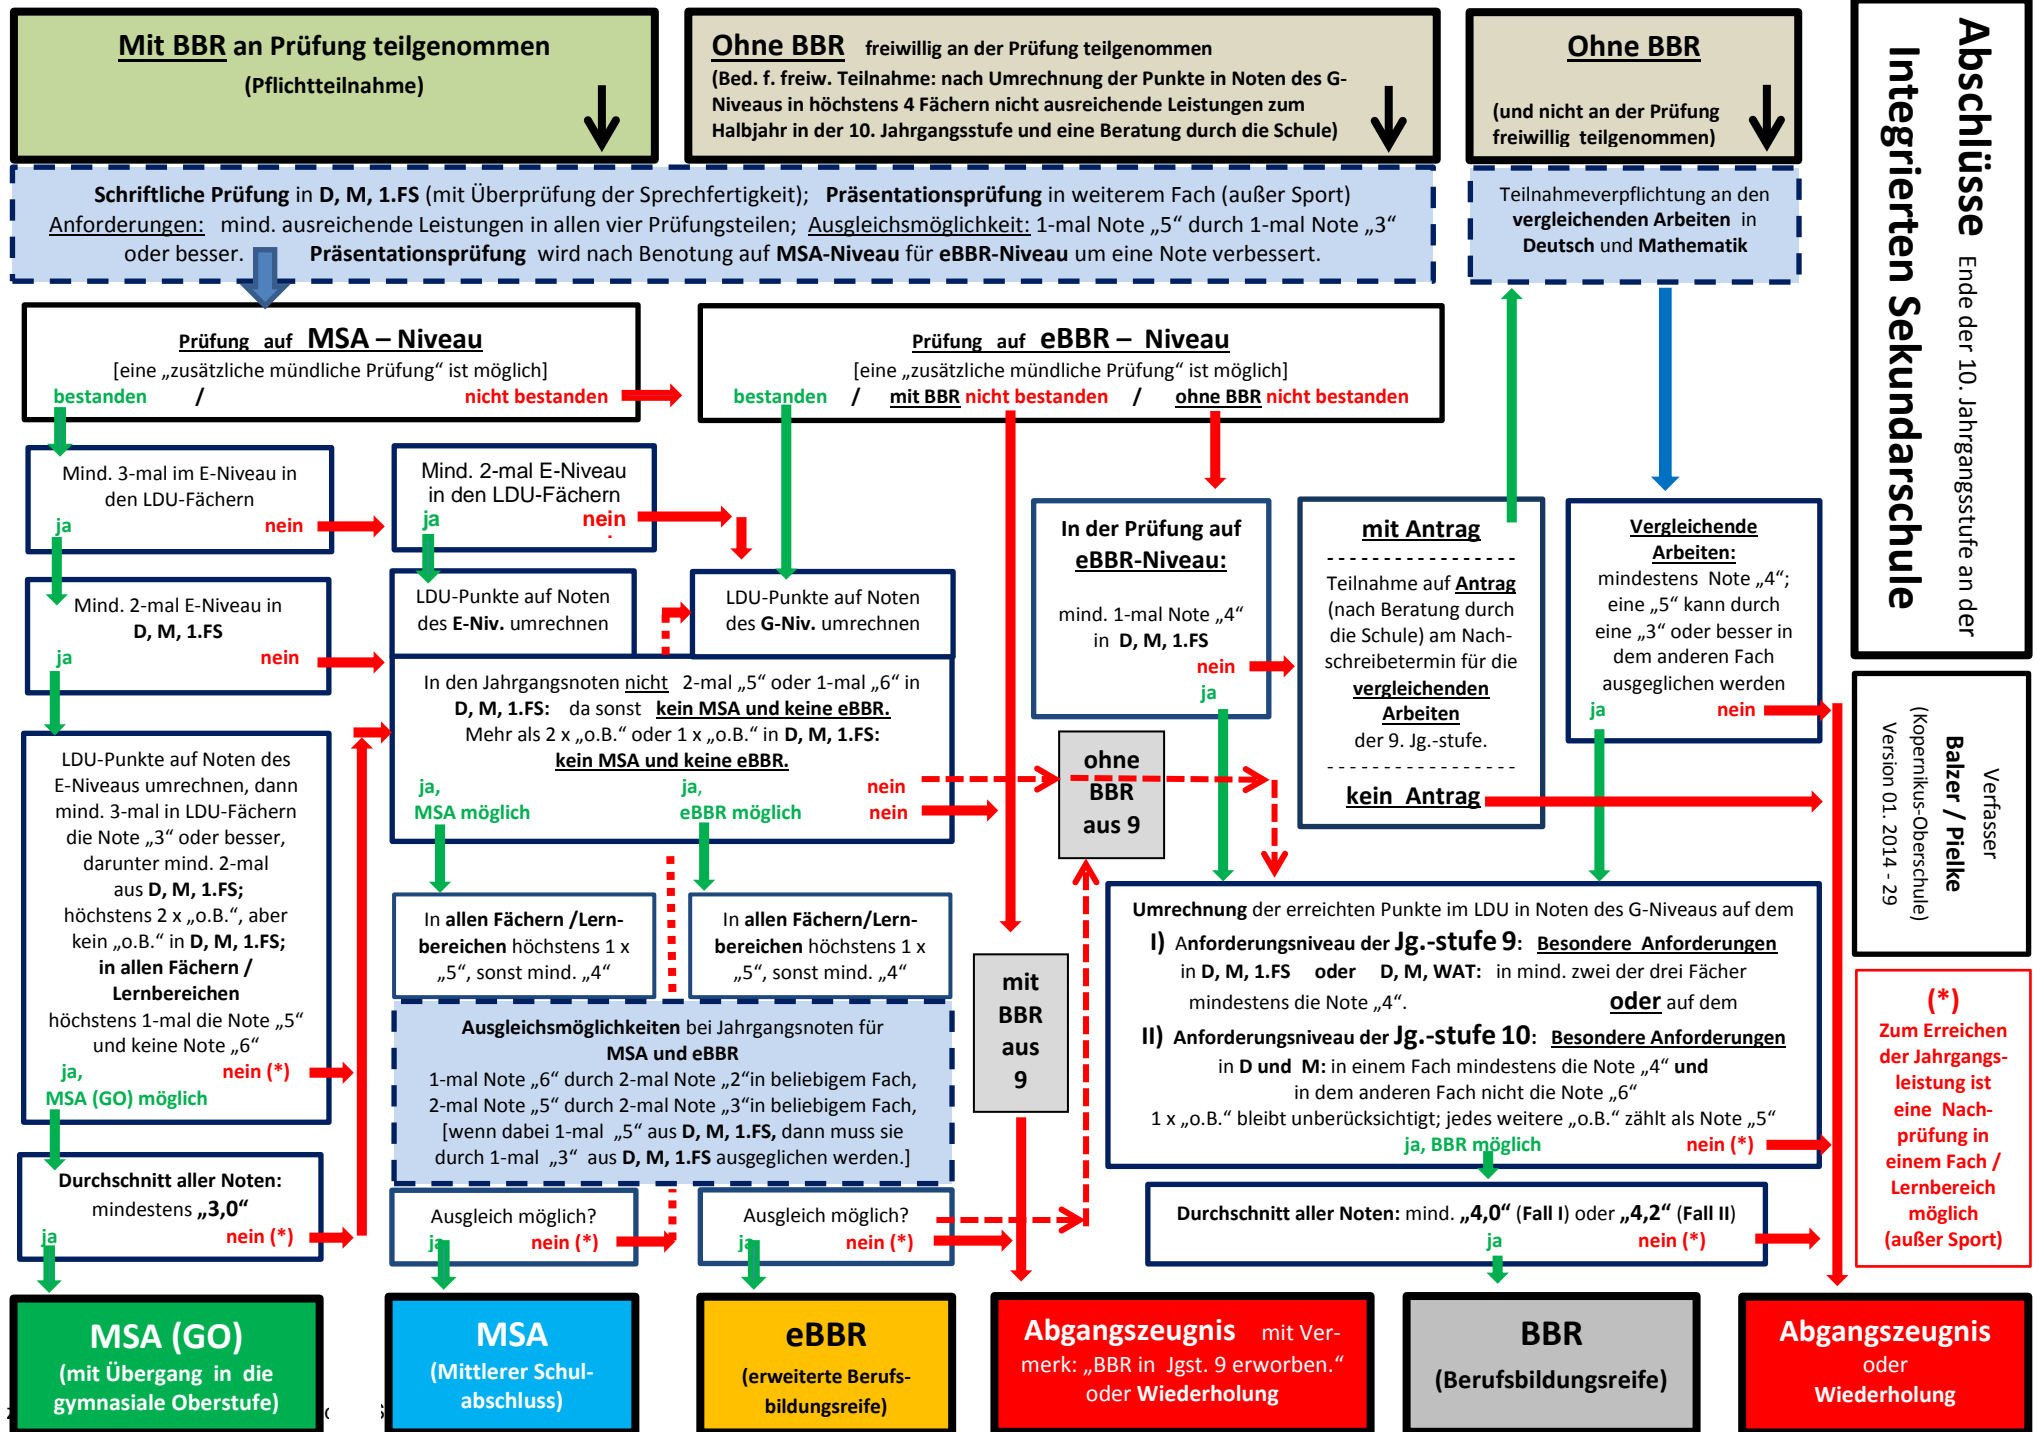 Mit BBR an Prüfung teilgenommen
(Pflichtteilnahme)
Ohne BBR freiwillig an der Prüfung teilgenommen
(Bed. f. freiw. Teilnahme: nach Umrechnung der Punkte in Noten des G-
Niveaus in höchstens 4 Fächern nicht ausreichende Leistungen zum
Halbjahr in der 10. Jahrgangsstufe und eine Beratung durch die Schule)
Ohne BBR
(und nicht an der Prüfung
freiwillig teilgenommen)
Abschlüsse Ende der 10. Jahrgangsstufe an der
Integrierten Sekundarschule
Schriftliche Prüfung in D, M, 1.FS (mit Überprüfung der Sprechfertigkeit); Präsentationsprüfung in weiterem Fach (außer Sport)
Anforderungen: mind. ausreichende Leistungen in allen vier Prüfungsteilen; Ausgleichsmöglichkeit: 1-mal Note „5“ durch 1-mal Note „3“
oder besser. Präsentationsprüfung wird nach Benotung auf MSA-Niveau für eBBR-Niveau um eine Note verbessert.
Teilnahmeverpflichtung an den
vergleichenden Arbeiten in
Deutsch und Mathematik
Prüfung auf MSA – Niveau
[eine „zusätzliche mündliche Prüfung“ ist möglich]
bestanden / nicht bestanden
Prüfung auf eBBR – Niveau
[eine „zusätzliche mündliche Prüfung“ ist möglich]
bestanden / mit BBR nicht bestanden / ohne BBR nicht bestanden
Mind. 3-mal im E-Niveau in
den LDU-Fächern
ja nein
Mind. 2-mal E-Niveau
in den LDU-Fächern
ja nein
Mind. 2-mal E-Niveau in
D, M, 1.FS
ja nein
LDU-Punkte auf Noten
des E-Niv. umrechnen
LDU-Punkte auf Noten
des G-Niv. umrechnen
In den Jahrgangsnoten nicht 2-mal „5“ oder 1-mal „6“ in
D, M, 1.FS: da sonst kein MSA und keine eBBR.
Mehr als 2 x „o.B.“ oder 1 x „o.B.“ in D, M, 1.FS:
kein MSA und keine eBBR.
ja, ja, nein
MSA möglich eBBR möglich nein
In der Prüfung auf
eBBR-Niveau:
mind. 1-mal Note „4“
in D, M, 1.FS
nein
ja
mit Antrag
- - - - - - - - - - - - - - - -
Teilnahme auf Antrag
(nach Beratung durch
die Schule) am Nach-
schreibetermin für die
vergleichenden
Arbeiten
der 9. Jg.-stufe.
- - - - - - - - - - - - - - - -
kein Antrag
Vergleichende
Arbeiten:
mindestens Note „4“;
eine „5“ kann durch
eine „3“ oder besser in
dem anderen Fach
ausgeglichen werden
ja nein
Verfasser
Balzer / Pielke
(Kopernikus-Oberschule)
Version 01. 2014 - 29
LDU-Punkte auf Noten des
E-Niveaus umrechnen, dann
mind. 3-mal in LDU-Fächern
die Note „3“ oder besser,
darunter mind. 2-mal
aus D, M, 1.FS;
höchstens 2 x „o.B.“, aber
kein „o.B.“ in D, M, 1.FS;
in allen Fächern /
Lernbereichen
höchstens 1-mal die Note „5“
und keine Note „6“
ja, nein (*)
MSA (GO) möglich
ohne
BBR
aus 9
In allen Fächern /Lern-
bereichen höchstens 1 x
„5“, sonst mind. „4“
In allen Fächern/Lern-
bereichen höchstens 1 x
„5“, sonst mind. „4“
mit
BBR
aus
9
Umrechnung der erreichten Punkte im LDU in Noten des G-Niveaus auf dem
I) Anforderungsniveau der Jg.-stufe 9: Besondere Anforderungen
in D, M, 1.FS oder D, M, WAT: in mind. zwei der drei Fächer
mindestens die Note „4“. oder auf dem
II) Anforderungsniveau der Jg.-stufe 10: Besondere Anforderungen
in D und M: in einem Fach mindestens die Note „4“ und
in dem anderen Fach nicht die Note „6“
1 x „o.B.“ bleibt unberücksichtigt; jedes weitere „o.B.“ zählt als Note „5“
ja, BBR möglich nein (*)
Ausgleichsmöglichkeiten bei Jahrgangsnoten für
MSA und eBBR
1-mal Note „6“ durch 2-mal Note „2“in beliebigem Fach,
2-mal Note „5“ durch 2-mal Note „3“in beliebigem Fach,
[wenn dabei 1-mal „5“ aus D, M, 1.FS, dann muss sie
durch 1-mal „3“ aus D, M, 1.FS ausgeglichen werden.]
(*)
Zum Erreichen
der Jahrgangs-
leistung ist
eine Nach-
prüfung in
einem Fach /
Lernbereich
möglich
(außer Sport)
Durchschnitt aller Noten:
mindestens „3,0“
ja nein (*)
Ausgleich möglich?
ja nein (*)
Ausgleich möglich?
ja nein (*)
Durchschnitt aller Noten: mind. „4,0“ (Fall I) oder „4,2“ (Fall II)
ja nein (*)
MSA (GO)
(mit Übergang in die
gymnasiale Oberstufe)
MSA
(Mittlerer Schul-
abschluss)
eBBR
(erweiterte Berufs-
bildungsreife)
Abgangszeugnis mit Ver-
merk: „BBR in Jgst. 9 erworben.“
oder Wiederholung
BBR
(Berufsbildungsreife)
Abgangszeugnis
oder
Wiederholung